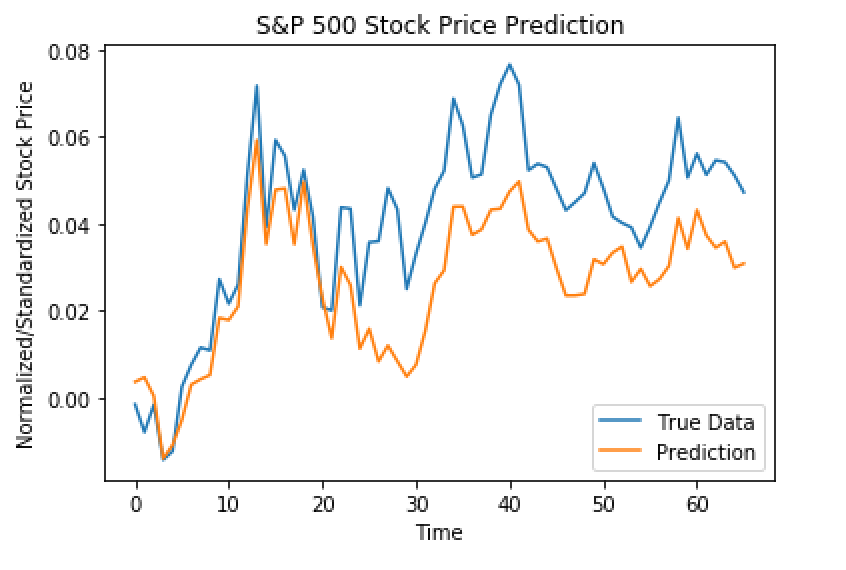 S&P 500 Stock Price Prediction
Normalized/Standardized Stock Price
0.08
0.06
0.04
0.02
0.00
True Data
Prediction
0 10 20 30 40 50 60
Time